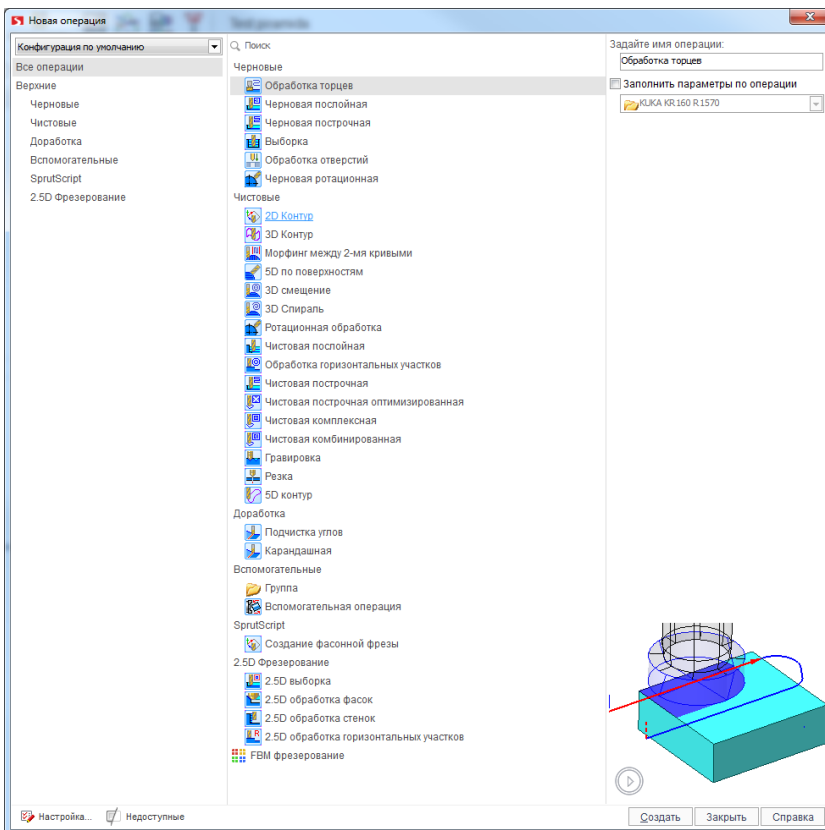 Новая операция
Test piramida
Конфигурация по умолчанию
Все операции
Верхние
Черновые
Чистовые
Доработка
Вспомогательные
SprutScript
2.5D Фрезерование
Поиск
Черновые
Обработка торцев
Черновая послойная
Черновая построчная
Выборка
Обработка отверстий
Черновая ротационная
Чистовые
2D Контур
3D Контур
Морфинг между 2-мя кривыми
5D по поверхностям
3D смещение
3D Спираль
Ротационная обработка
Чистовая послойная
Обработка горизонтальных участков
Чистовая построчная
Чистовая построчная оптимизированная
Чистовая комплексная
Чистовая комбинированная
Гравировка
Резка
5D контур
Доработка
Подчистка углов
Карандашная
Вспомогательные
Группа
Вспомогательная операция
SprutScript
Создание фасонной фрезы
2.5D Фрезерование
2.5D выборка
2.5D обработка фасок
2.5D обработка стенок
2.5D обработка горизонтальных участков
FBM фрезерование
Задайте имя операции:
Обработка торцев
Заполнить параметры по операции
KUKA KR160 R1570
Настройка...
Недоступные
Создать
Закрыть
Справка